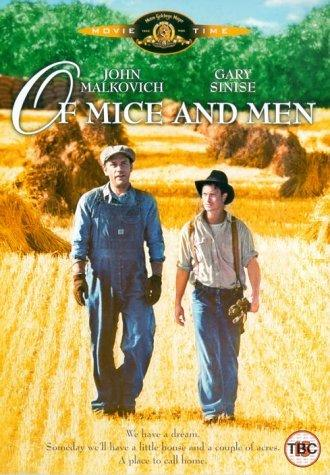 MOVIE TIME
JOHN MALKOVICH
GARY SINISE
OF MICE AND MEN
We have a dream.
Someday we'll have a little house and a couple of acres.
A place to call home.
TBC